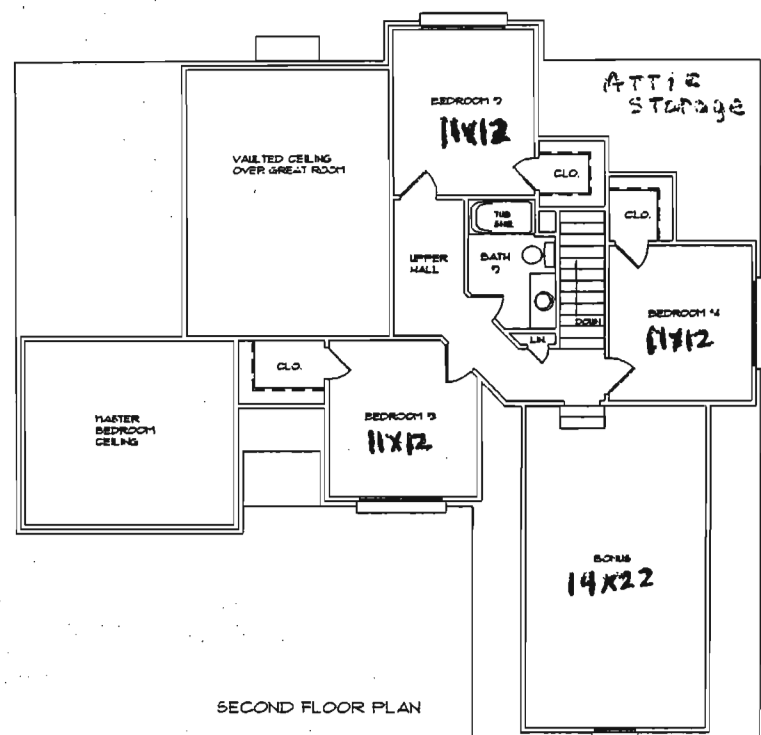 ATTIC
STORAGE
BEDROOM 2
11X12
VAULTED CEILING
OVER GREAT ROOM
CLO.
CLO.
TUB
UPPER
HALL
BATH
2
BEDROOM 4
11X12
DOWN
LIN.
CLO.
BEDROOM 3
11X12
MASTER
BEDROOM
CEILING
BONUS
14X22
SECOND FLOOR PLAN